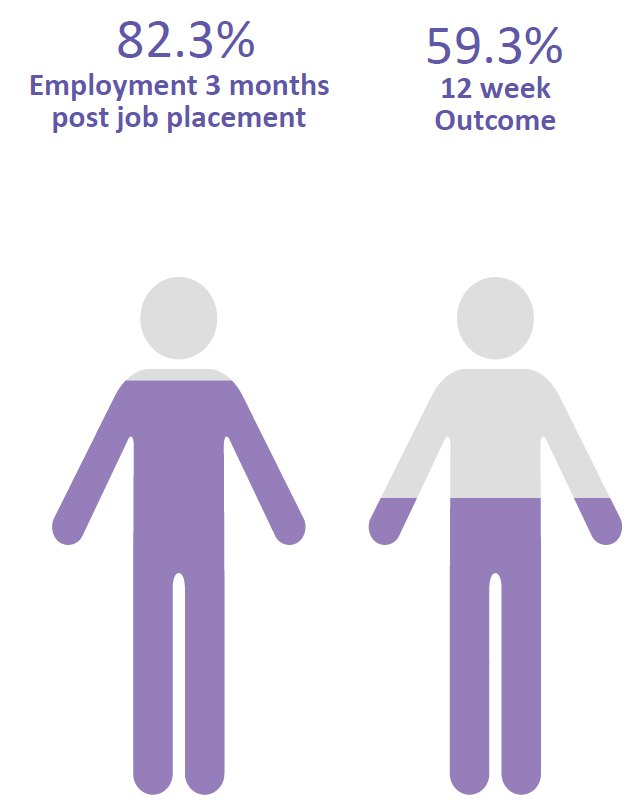 82.3%
Employment 3 months
post job placement
59.3%
12 week
Outcome